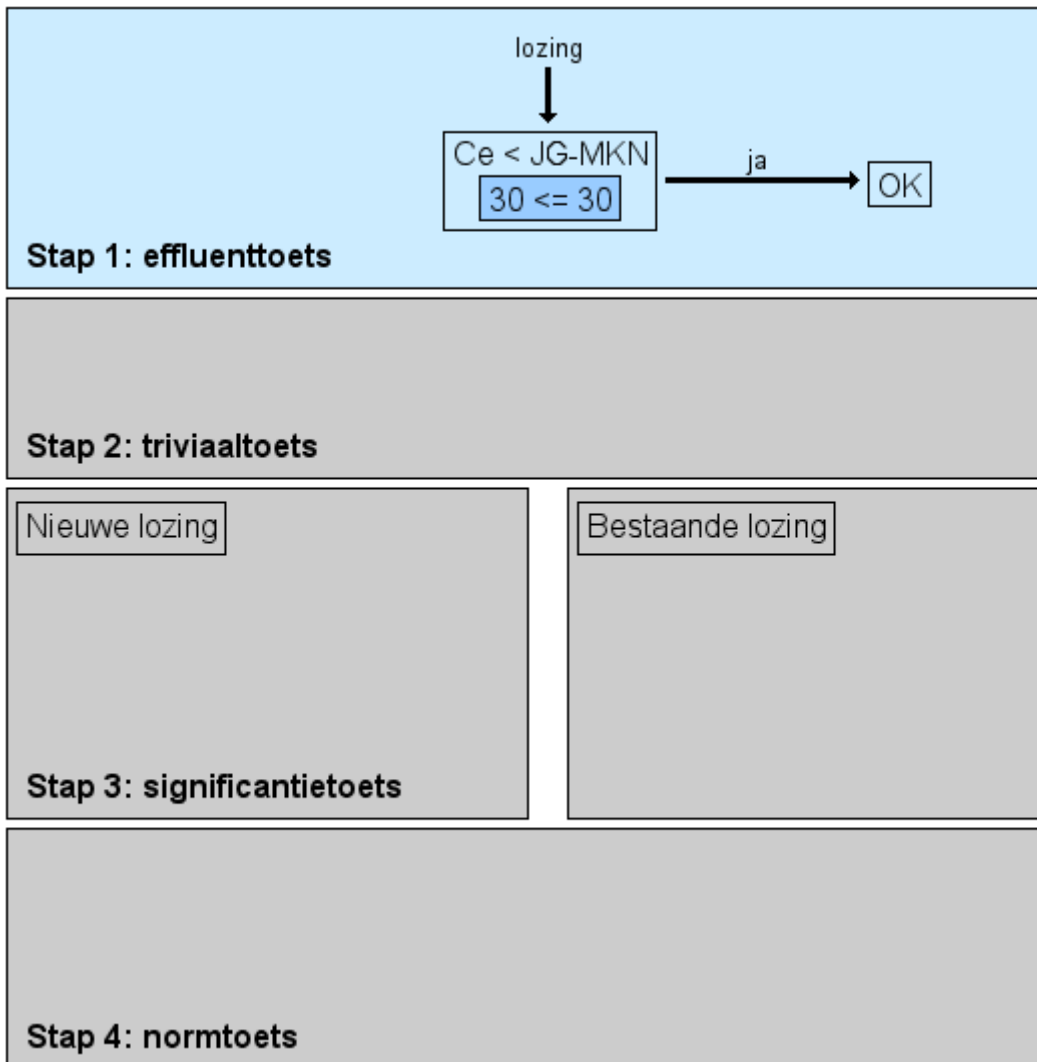 lozing
Ce < JG-MKN
30 <= 30
ja
OK
Stap 1: effluenttoets
Stap 2: triviaaltoets
Nieuwe lozing
Bestaande lozing
Stap 3: significantietoets
Stap 4: normtoets